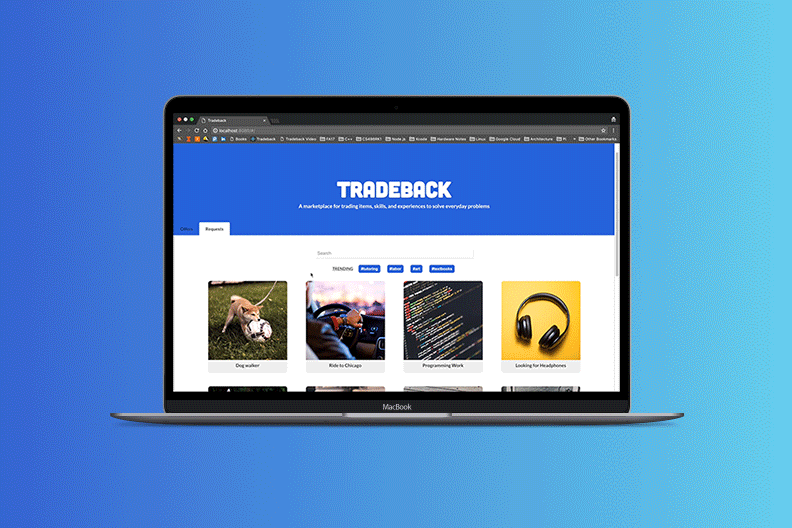 Tradeback
localhost
Books Tradeback Tradeback Video C++ Node js Xcode Hardware Notes Linux Google Cloud Architecture Other Bookmarks
TRADEBACK
A marketplace for trading items, skills, and experiences to solve everyday problems
Offers Requests
Search
TRENDING #tutoring #labor #art #textbooks
Dog walker Ride to Chicago Programming Work Looking for Headphones
MacBook